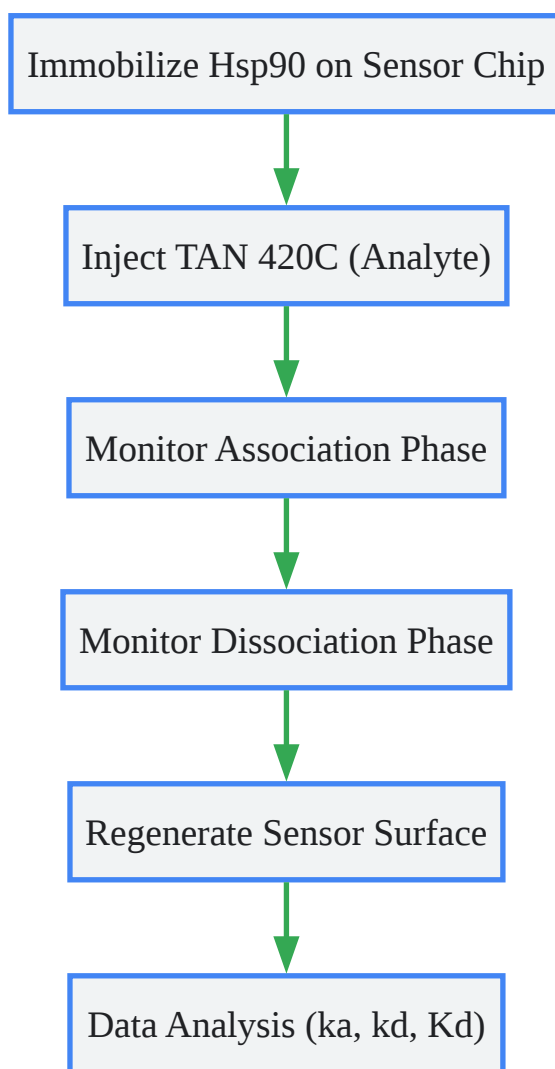 Immobilize Hsp90 on Sensor Chip
Inject TAN 420C (Analyte)
Monitor Association Phase
Monitor Dissociation Phase
Regenerate Sensor Surface
Data Analysis (ka, kd, Kd)